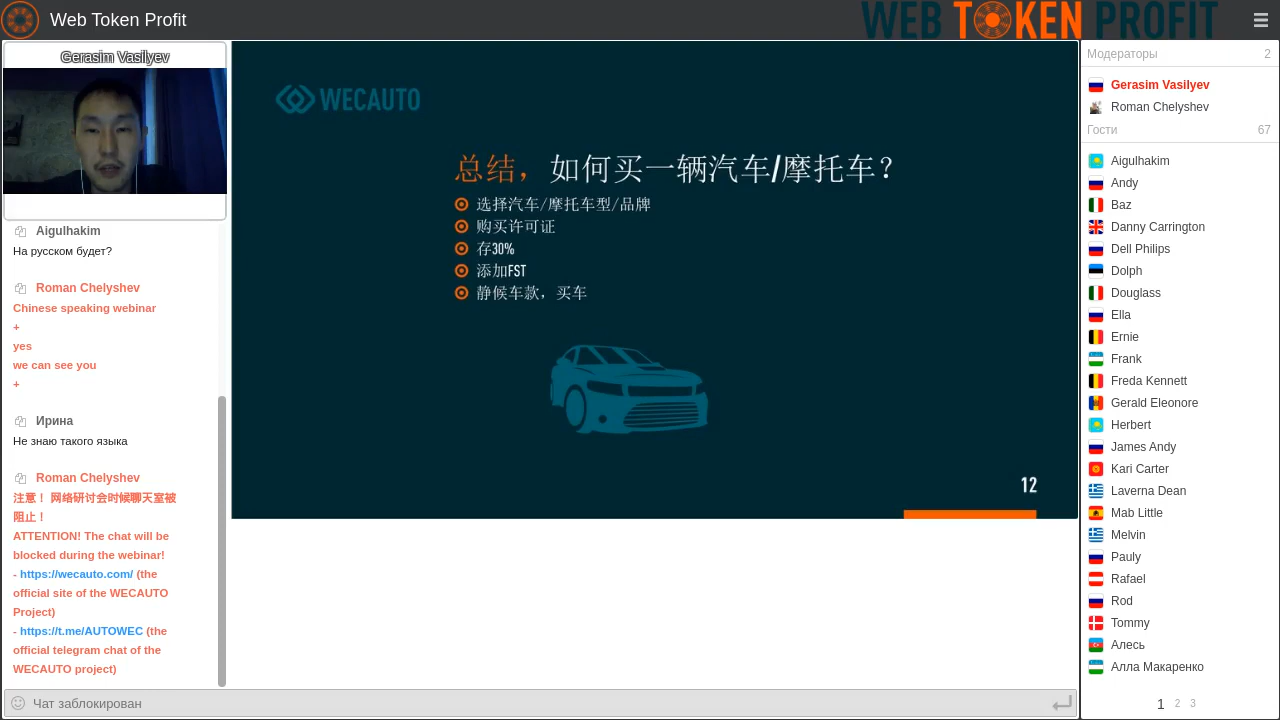 Web Token Profit
WEB TOKEN PROFIT
Gerasim Vasilyev
Aigulhakim
На русском будет?
Roman Chelyshev
Chinese speaking webinar
+
yes
we can see you
+
Ирина
Не знаю такого языка
Roman Chelyshev
注意！ 网络研讨会时候聊天室被
阻止！
ATTENTION! The chat will be
blocked during the webinar!
- https://wecauto.com/ (the
official site of the WECAUTO
Project)
- https://t.me/AUTOWEC (the
official telegram chat of the
WECAUTO project)
Чат заблокирован
WECAUTO
总结，如何买一辆汽车/摩托车？
选择汽车/摩托车型/品牌
购买许可证
存30%
添加FST
静候车款，买车
12
Модераторы 2
Gerasim Vasilyev
Roman Chelyshev
Гости 67
Aigulhakim
Andy
Baz
Danny Carrington
Dell Philips
Dolph
Douglass
Ella
Ernie
Frank
Freda Kennett
Gerald Eleonore
Herbert
James Andy
Kari Carter
Laverna Dean
Mab Little
Melvin
Pauly
Rafael
Rod
Tommy
Алесь
Алла Макаренко
1 2 3